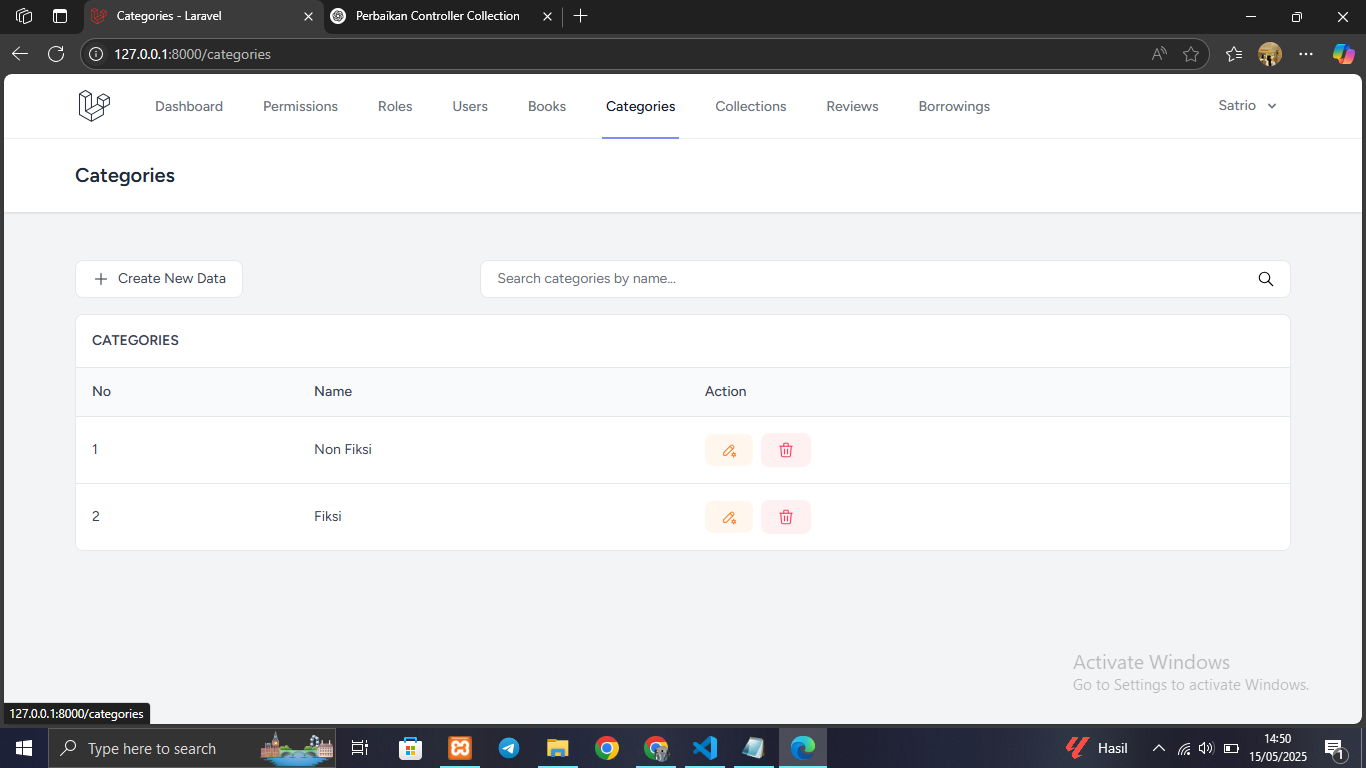 Categories - Laravel
Perbaikan Controller Collection
127.0.0.1:8000/categories
Dashboard Permissions Roles Users Books Categories Collections Reviews Borrowings Satrio
Categories
Create New Data
Search categories by name...
CATEGORIES
No Name Action
1 Non Fiksi
2 Fiksi
Activate Windows
Go to Settings to activate Windows.
127.0.0.1:8000/categories
Type here to search
Hasil
14:50
15/05/2025
1